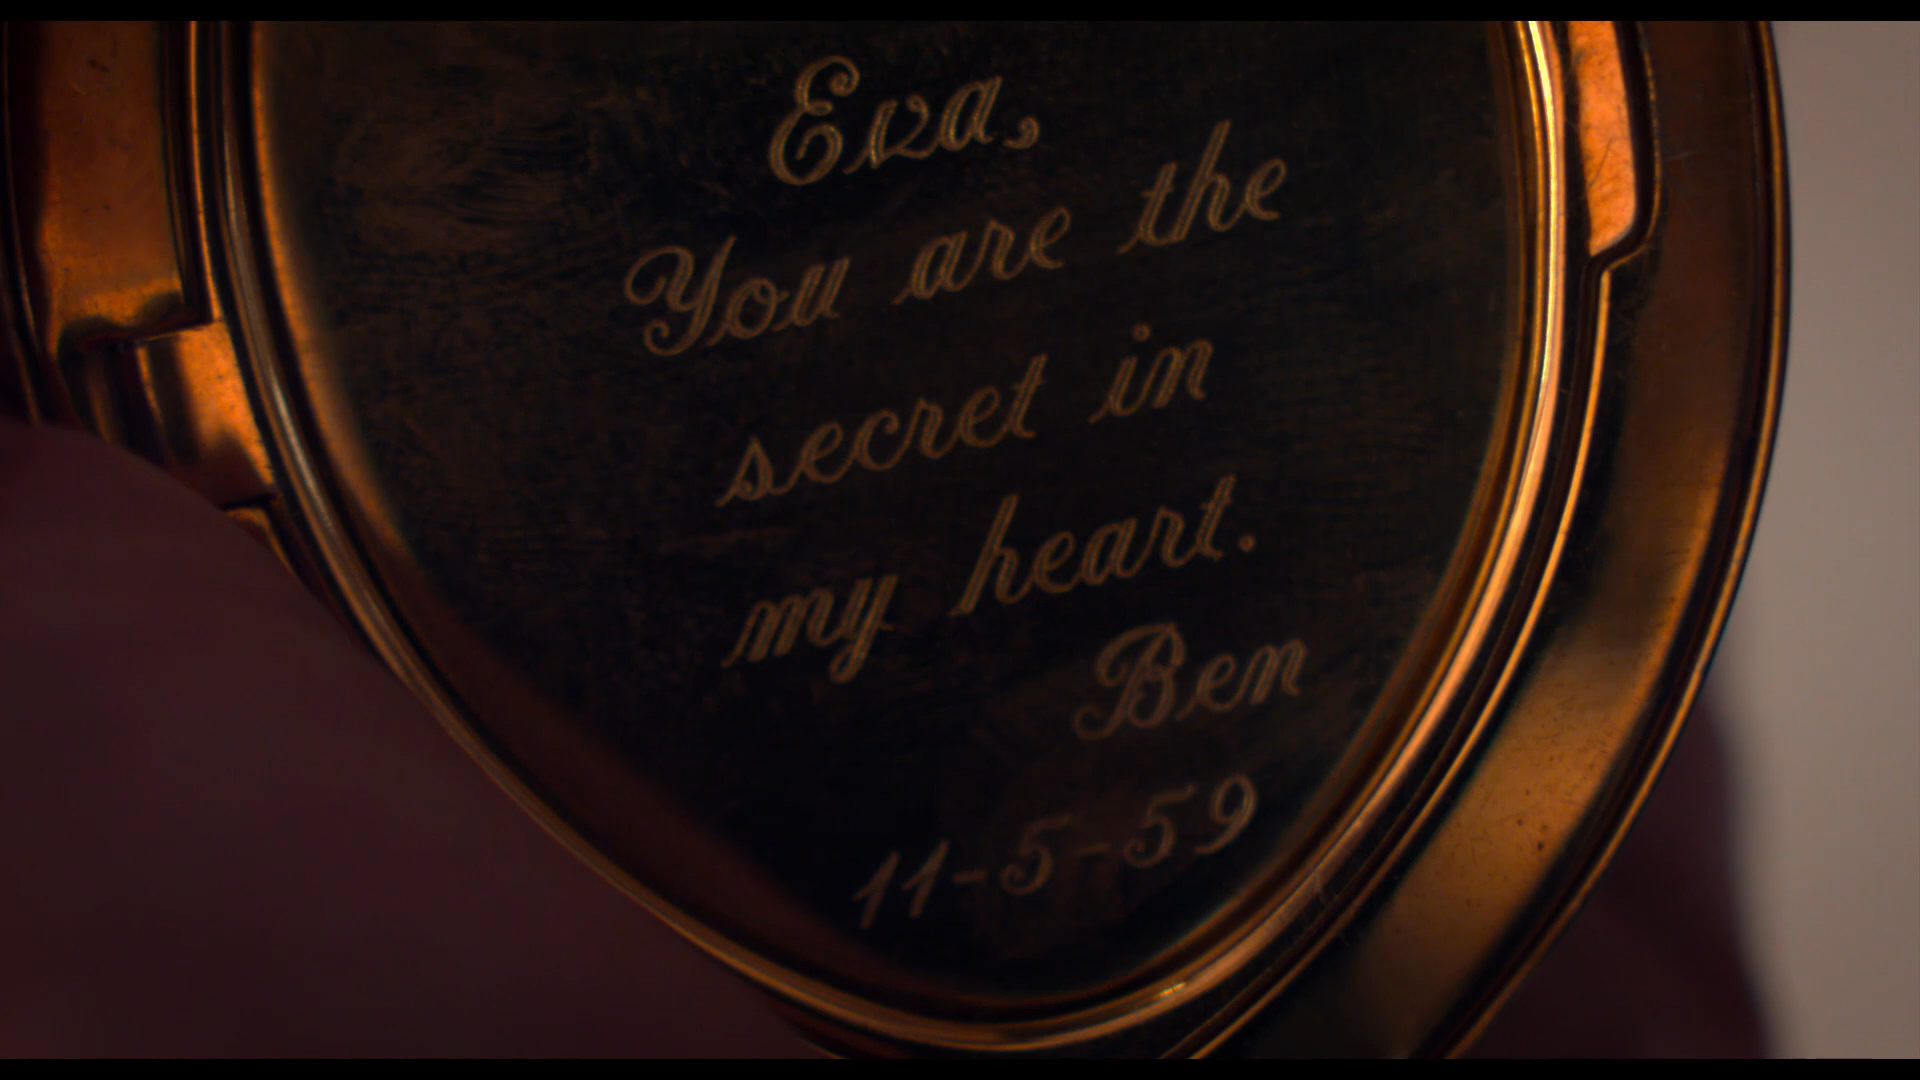 Eva,
You are the
secret in
my heart.
Ben
11-5-59